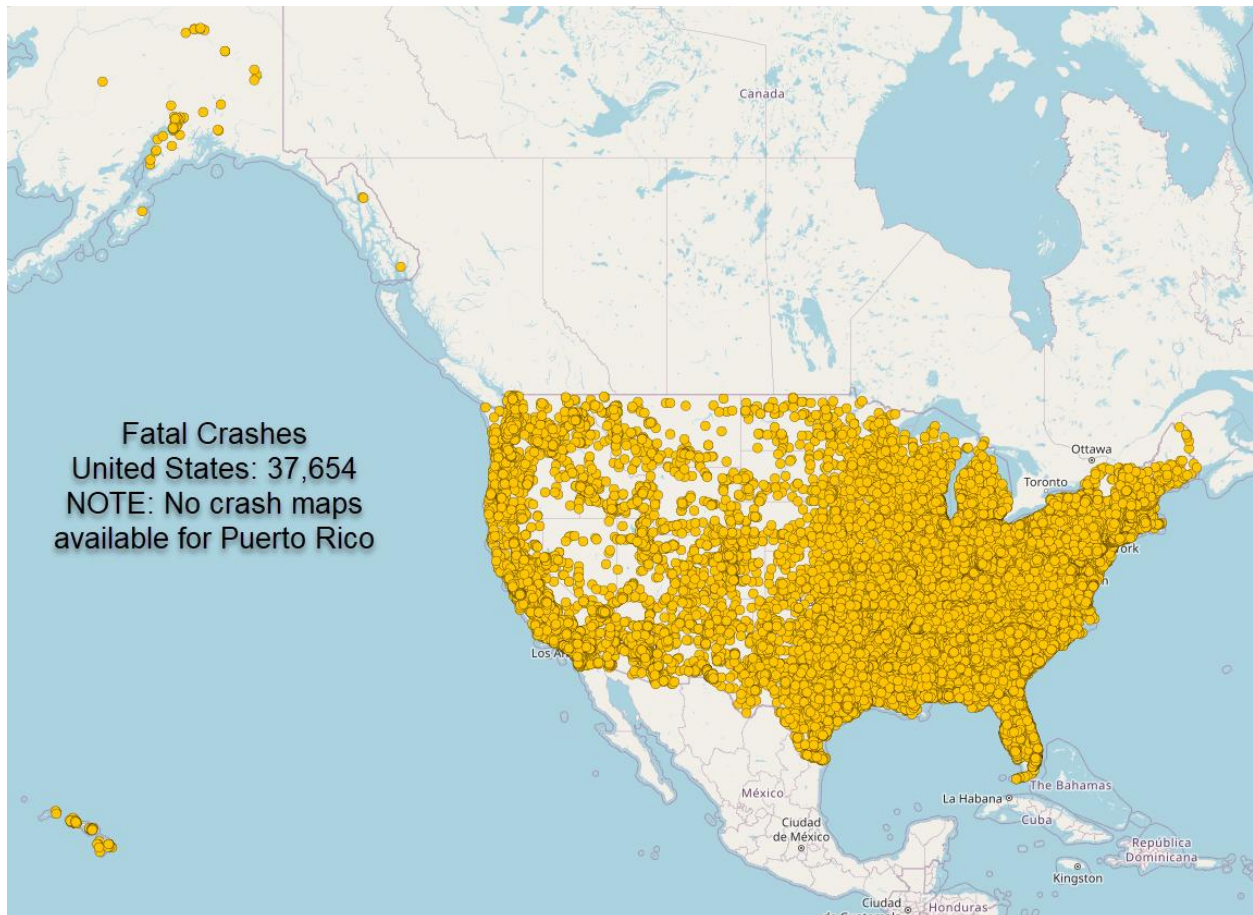 Canada
Fatal Crashes
United States: 37,654
NOTE: No crash maps
available for Puerto Rico
Ottawa
Toronto
Los
México
Ciudad
de México
La Habana
The Bahamas
Cuba
República
Dominicana
Kingston
Ciudad
Honduras